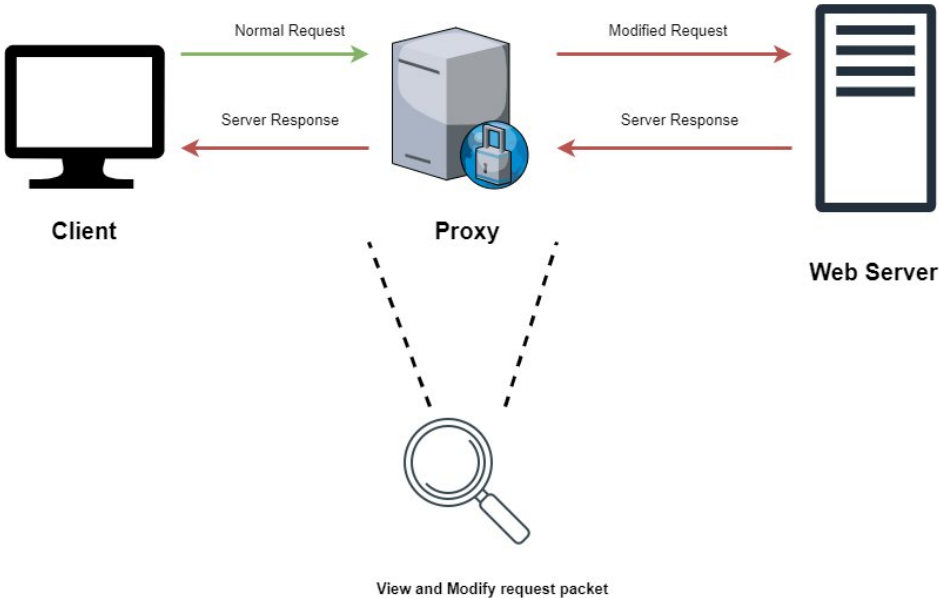 Normal Request
Modified Request
Server Response
Server Response
Client
Proxy
Web Server
View and Modify request packet